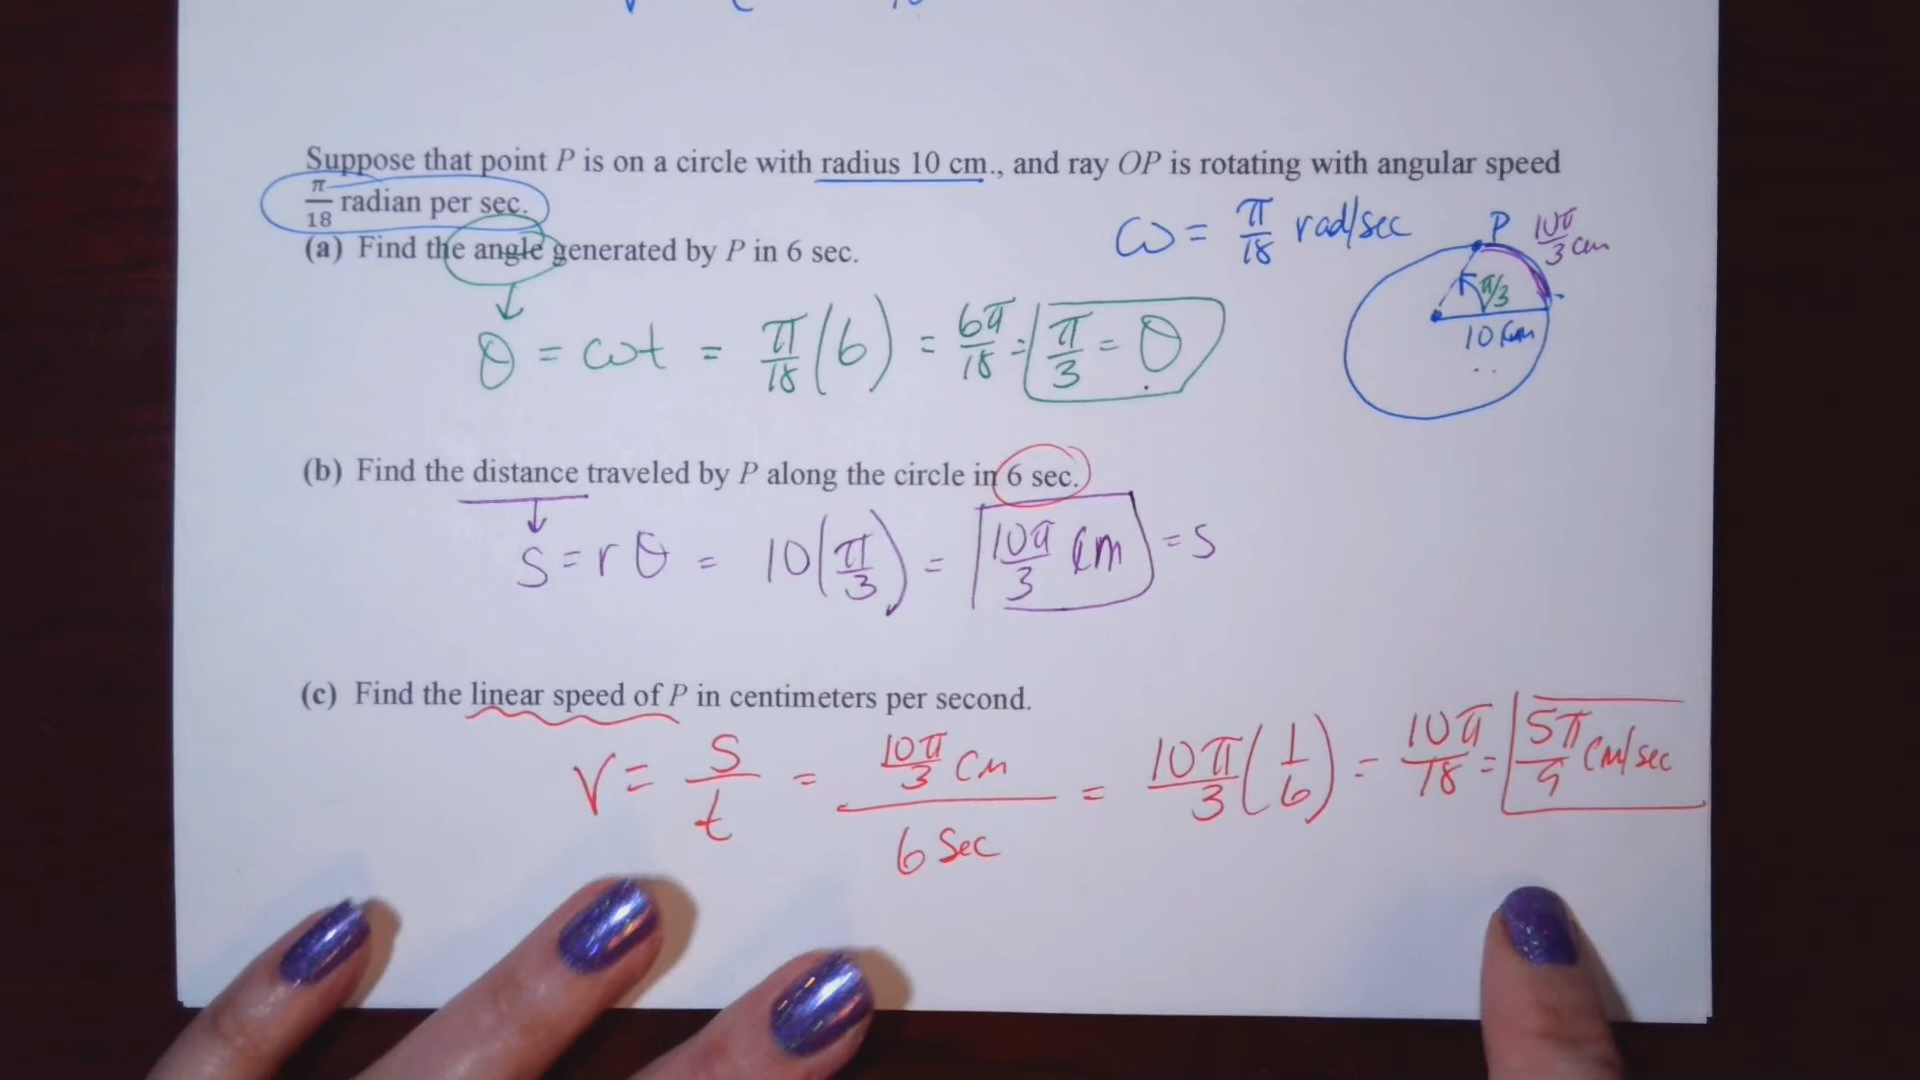 Suppose that point P is on a circle with radius 10 cm., and ray OP is rotating with angular speed
π/18 radian per sec.
ω = π/18 rad/sec
P 10π/3 cm
π/3
10 cm
(a) Find the angle generated by P in 6 sec.
θ = ωt = π/18 (6) = 6π/18 = π/3 = θ
(b) Find the distance traveled by P along the circle in 6 sec.
s = r θ = 10 (π/3) = 10π/3 cm = s
(c) Find the linear speed of P in centimeters per second.
v = s/t = 10π/3 cm / 6 sec = 10π/3 (1/6) = 10π/18 = 5π/9 cm/sec